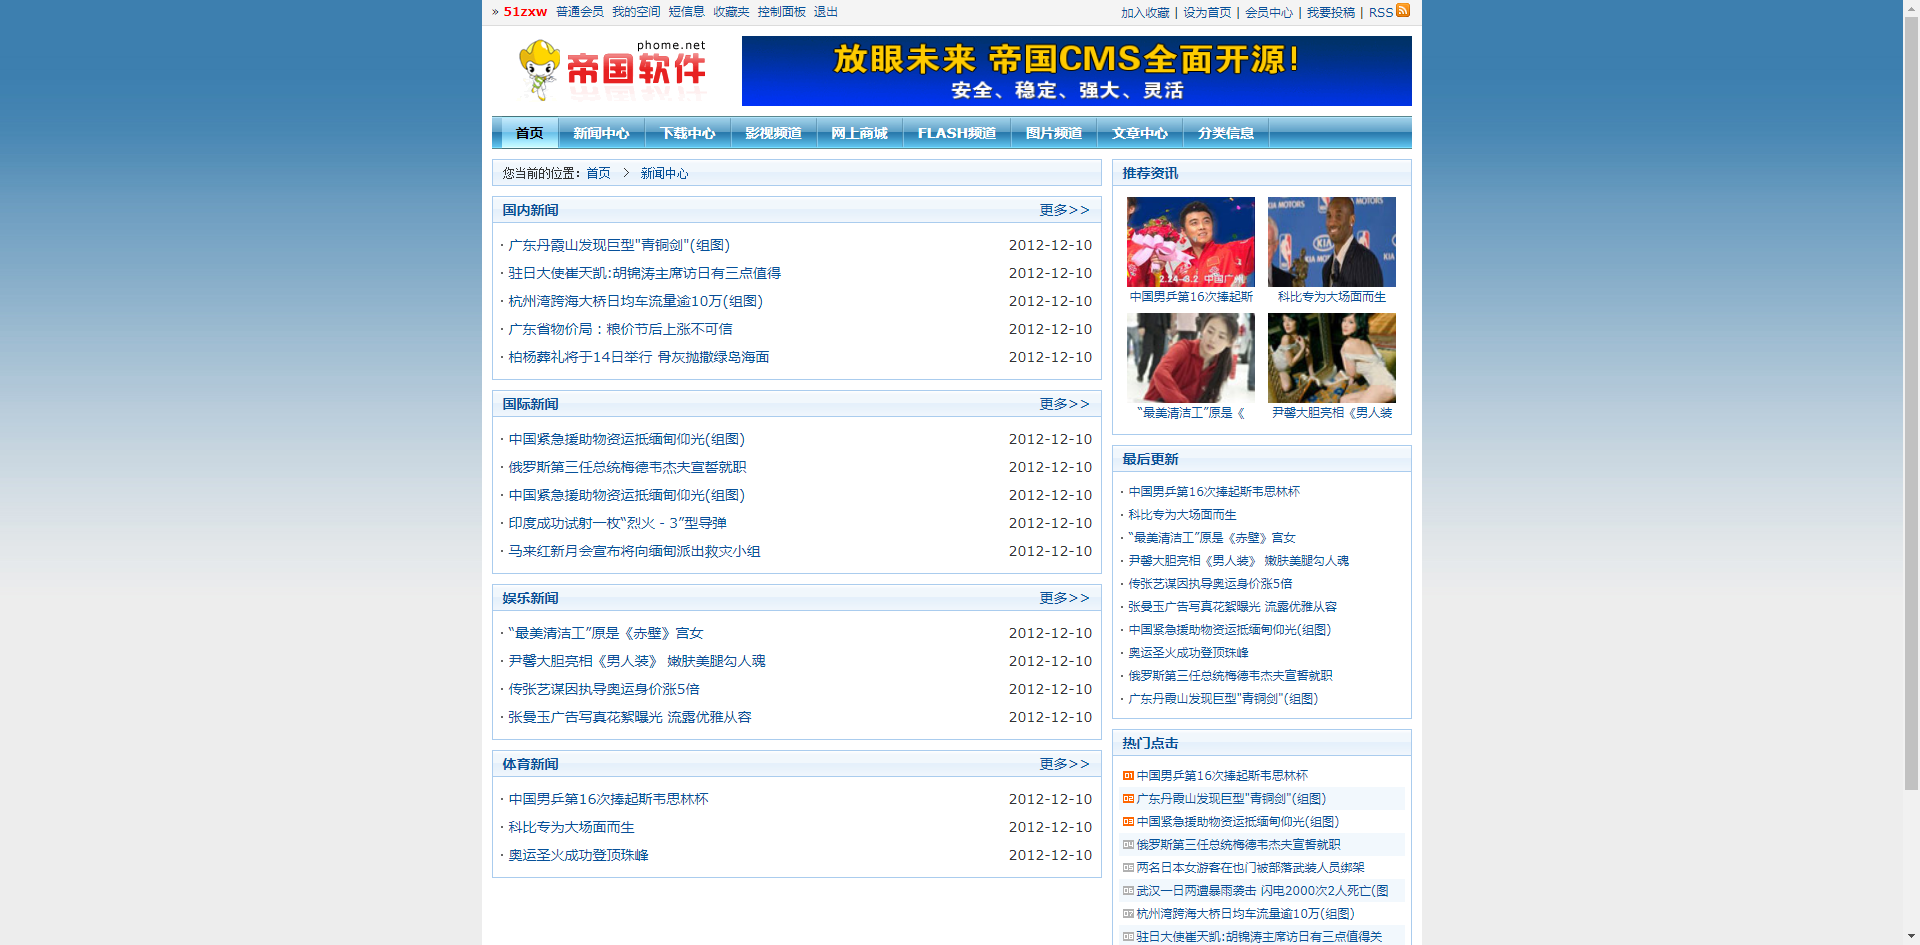 » 51zxw 普通会员 我的空间 短信息 收藏夹 控制面板 退出
加入收藏 | 设为首页 | 会员中心 | 我要投稿 | RSS
phome.net
帝国软件
放眼未来 帝国CMS全面开源!
安全、稳定、强大、灵活
首页 新闻中心 下载中心 影视频道 网上商城 FLASH频道 图片频道 文章中心 分类信息
您当前的位置：首页 > 新闻中心
国内新闻 更多>>
· 广东丹霞山发现巨型"青铜剑"(组图) 2012-12-10
· 驻日大使崔天凯:胡锦涛主席访日有三点值得 2012-12-10
· 杭州湾跨海大桥日均车流量逾10万(组图) 2012-12-10
· 广东省物价局：粮价节后上涨不可信 2012-12-10
· 柏杨葬礼将于14日举行 骨灰抛撒绿岛海面 2012-12-10
国际新闻 更多>>
· 中国紧急援助物资运抵缅甸仰光(组图) 2012-12-10
· 俄罗斯第三任总统梅德韦杰夫宣誓就职 2012-12-10
· 中国紧急援助物资运抵缅甸仰光(组图) 2012-12-10
· 印度成功试射一枚“烈火－3”型导弹 2012-12-10
· 马来红新月会宣布将向缅甸派出救灾小组 2012-12-10
娱乐新闻 更多>>
· “最美清洁工”原是《赤壁》宫女 2012-12-10
· 尹馨大胆亮相《男人装》 嫩肤美腿勾人魂 2012-12-10
· 传张艺谋因执导奥运身价涨5倍 2012-12-10
· 张曼玉广告写真花絮曝光 流露优雅从容 2012-12-10
体育新闻 更多>>
· 中国男乒第16次捧起斯韦思林杯 2012-12-10
· 科比专为大场面而生 2012-12-10
· 奥运圣火成功登顶珠峰 2012-12-10
推荐资讯
2.24-3.2 中国广州
KIA MOTORS
MOTORS
KIA
KIA
中国男乒第16次捧起斯
科比专为大场面而生
“最美清洁工”原是《
尹馨大胆亮相《男人装
最后更新
· 中国男乒第16次捧起斯韦思林杯
· 科比专为大场面而生
· “最美清洁工”原是《赤壁》宫女
· 尹馨大胆亮相《男人装》 嫩肤美腿勾人魂
· 传张艺谋因执导奥运身价涨5倍
· 张曼玉广告写真花絮曝光 流露优雅从容
· 中国紧急援助物资运抵缅甸仰光(组图)
· 奥运圣火成功登顶珠峰
· 俄罗斯第三任总统梅德韦杰夫宣誓就职
· 广东丹霞山发现巨型"青铜剑"(组图)
热门点击
01 中国男乒第16次捧起斯韦思林杯
02 广东丹霞山发现巨型"青铜剑"(组图)
03 中国紧急援助物资运抵缅甸仰光(组图)
04 俄罗斯第三任总统梅德韦杰夫宣誓就职
05 两名日本女游客在也门被部落武装人员绑架
06 武汉一日两遭暴雨袭击 闪电2000次2人死亡(图
07 杭州湾跨海大桥日均车流量逾10万(组图)
08 驻日大使崔天凯:胡锦涛主席访日有三点值得关